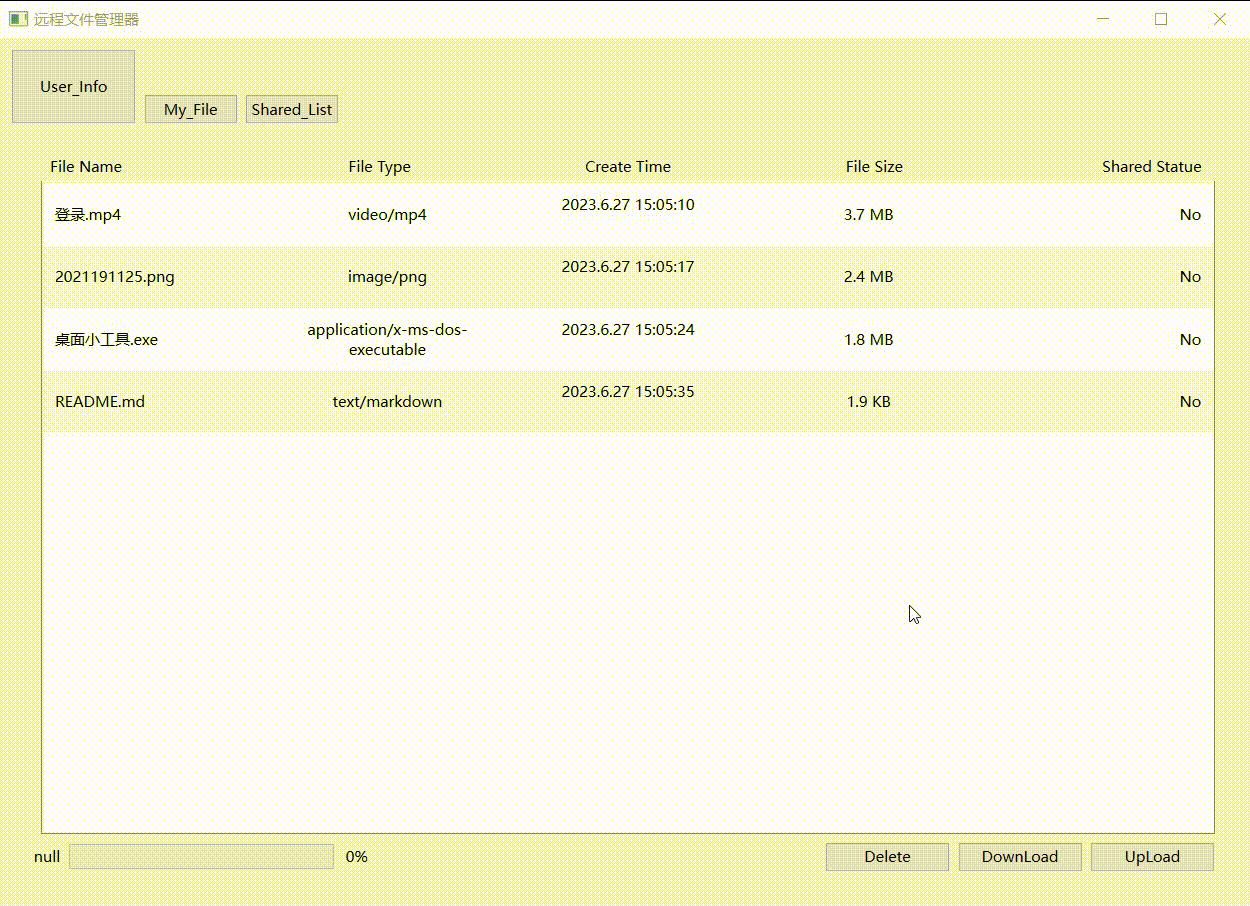 远程文件管理器
User_Info
My_File
Shared_List
File Name
File Type
Create Time
File Size
Shared Statue
登录.mp4
video/mp4
2023.6.27 15:05:10
3.7 MB
No
2021191125.png
image/png
2023.6.27 15:05:17
2.4 MB
No
桌面小工具.exe
application/x-ms-dos-
executable
2023.6.27 15:05:24
1.8 MB
No
README.md
text/markdown
2023.6.27 15:05:35
1.9 KB
No
null
0%
Delete
DownLoad
UpLoad